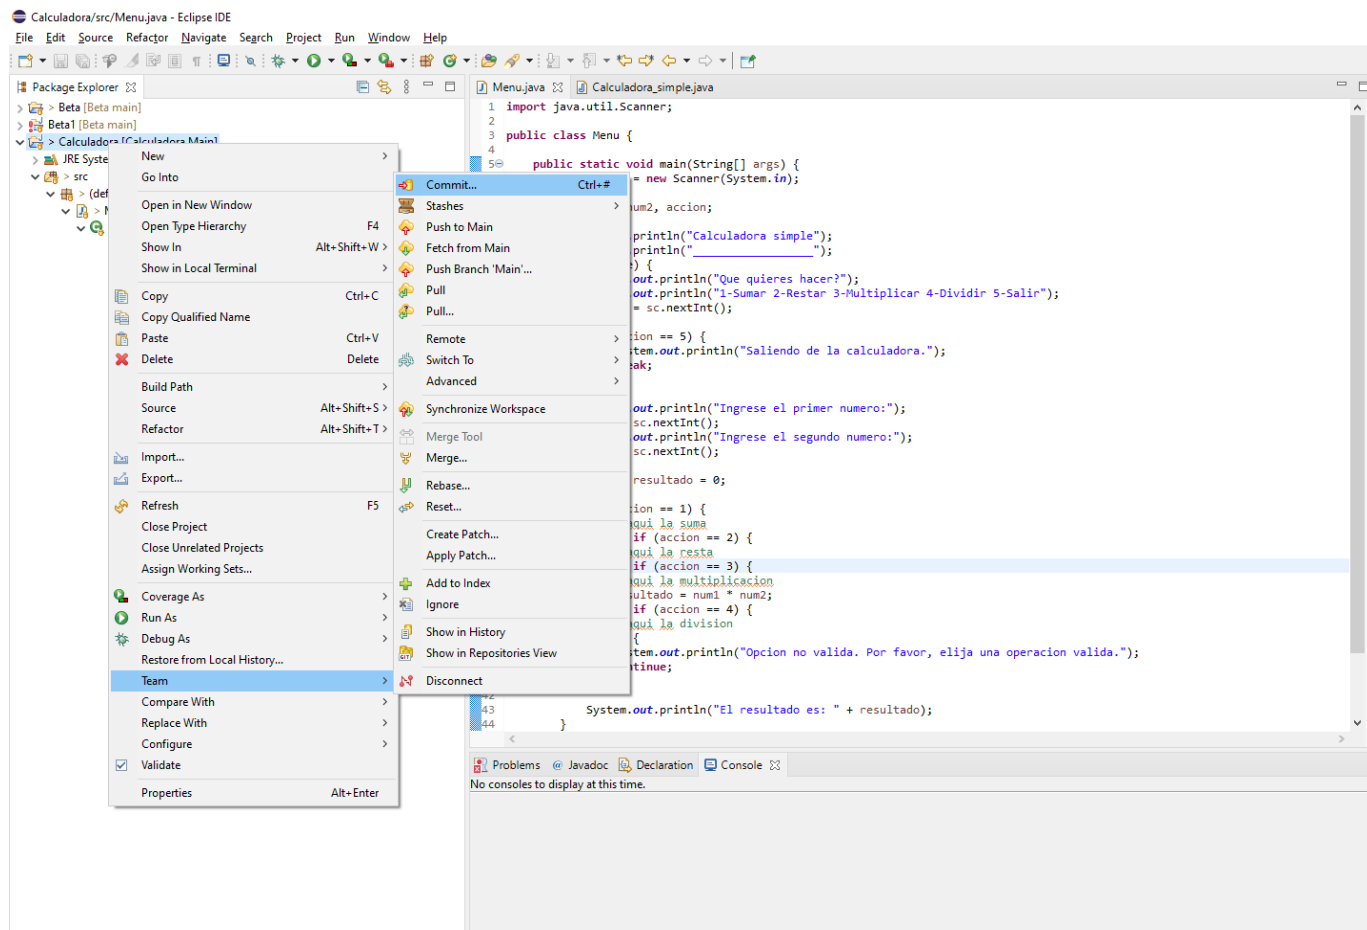 Calculadora/src/Menu.java - Eclipse IDE
File Edit Source Refactor Navigate Search Project Run Window Help
Package Explorer
> Beta [Beta main]
Beta1 [Beta main]
> Calculadora [Calculadora Main]
JRE Syste
> src
> (def
New
Go Into
Open in New Window
Open Type Hierarchy F4
Show In Alt+Shift+W >
Show in Local Terminal >
Copy Ctrl+C
Copy Qualified Name
Paste Ctrl+V
Delete Delete
Build Path >
Source Alt+Shift+S >
Refactor Alt+Shift+T >
Import...
Export...
Refresh F5
Close Project
Close Unrelated Projects
Assign Working Sets...
Coverage As >
Run As >
Debug As >
Restore from Local History...
Team >
Compare With >
Replace With >
Configure >
Validate
Properties Alt+Enter
Commit... Ctrl+#
Stashes >
Push to Main
Fetch from Main
Push Branch 'Main'...
Pull
Pull...
Remote >
Switch To >
Advanced >
Synchronize Workspace
Merge Tool
Merge...
Rebase...
Reset...
Create Patch...
Apply Patch...
Add to Index
Ignore
Show in History
Show in Repositories View
Disconnect
Menu.java Calculadora_simple.java
1 import java.util.Scanner;
2
3 public class Menu {
4
5 public static void main(String[] args) {
= new Scanner(System.in);
um2, accion;
println("Calculadora simple");
println("__________________");
) {
out.println("Que quieres hacer?");
out.println("1-Sumar 2-Restar 3-Multiplicar 4-Dividir 5-Salir");
= sc.nextInt();
ion == 5) {
tem.out.println("Saliendo de la calculadora.");
eak;
out.println("Ingrese el primer numero:");
sc.nextInt();
out.println("Ingrese el segundo numero:");
sc.nextInt();
resultado = 0;
ion == 1) {
qui la suma
if (accion == 2) {
qui la resta
if (accion == 3) {
qui la multiplicacion
ultado = num1 * num2;
if (accion == 4) {
qui la division
{
tem.out.println("Opcion no valida. Por favor, elija una operacion valida.");
tinue;
42
43 System.out.println("El resultado es: " + resultado);
44 }
Problems Javadoc Declaration Console
No consoles to display at this time.